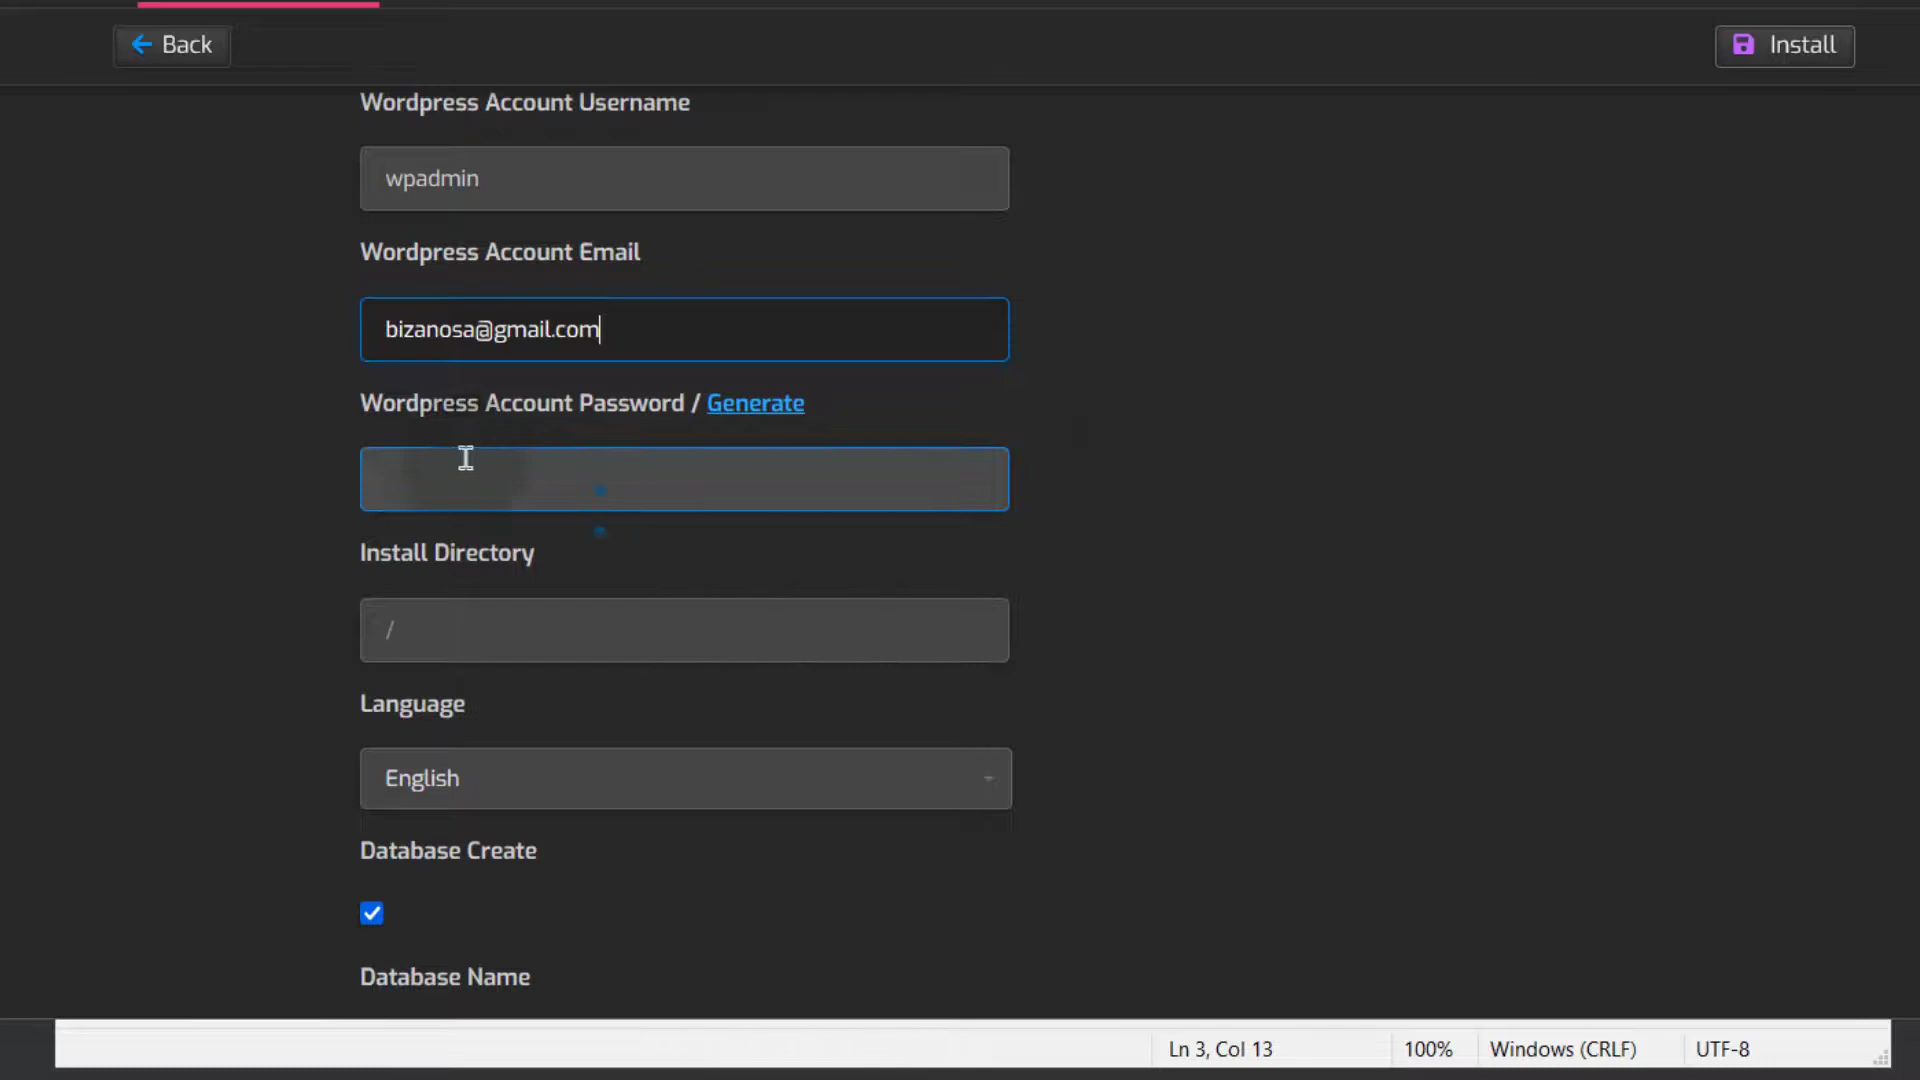 Back
Install
Wordpress Account Username
wpadmin
Wordpress Account Email
bizanosa@gmail.com
Wordpress Account Password / Generate
Install Directory
/
Language
English
Database Create
Database Name
Ln 3, Col 13
100%
Windows (CRLF)
UTF-8